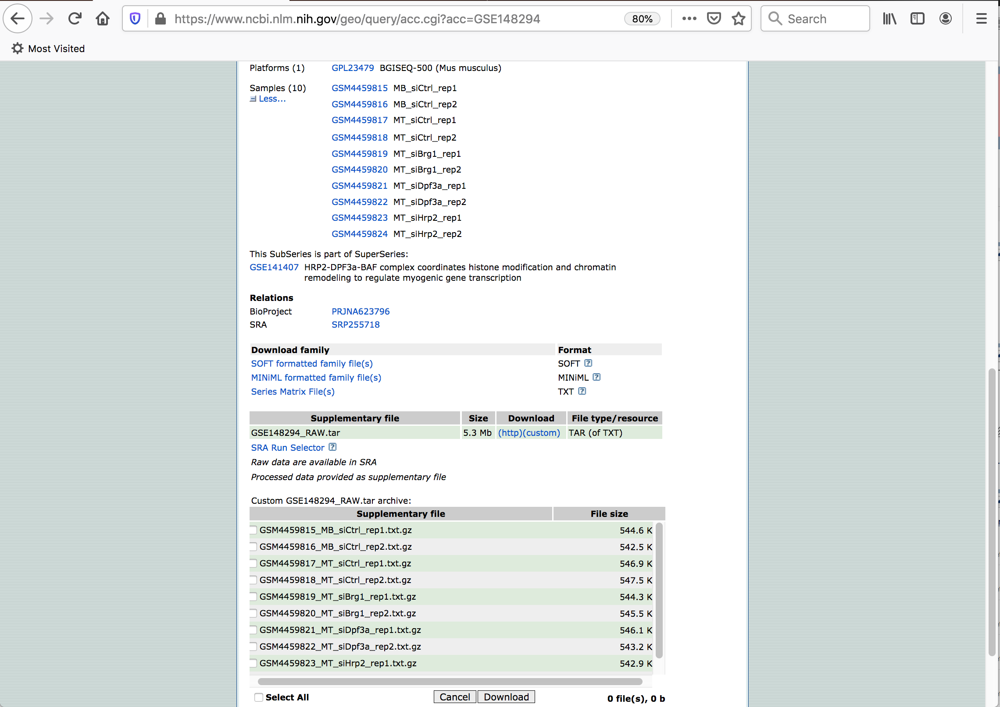 https://www.ncbi.nlm.nih.gov/geo/query/acc.cgi?acc=GSE148294 80% Search
Most Visited
Platforms (1) GPL23479 BGISEQ-500 (Mus musculus)
Samples (10) GSM4459815 MB_siCtrl_rep1
Less...
GSM4459816 MB_siCtrl_rep2
GSM4459817 MT_siCtrl_rep1
GSM4459818 MT_siCtrl_rep2
GSM4459819 MT_siBrg1_rep1
GSM4459820 MT_siBrg1_rep2
GSM4459821 MT_siDpf3a_rep1
GSM4459822 MT_siDpf3a_rep2
GSM4459823 MT_siHrp2_rep1
GSM4459824 MT_siHrp2_rep2
This SubSeries is part of SuperSeries:
GSE141407 HRP2-DPF3a-BAF complex coordinates histone modification and chromatin
remodeling to regulate myogenic gene transcription
Relations
BioProject PRJNA623796
SRA SRP255718
Download family Format
SOFT formatted family file(s) SOFT ?
MINiML formatted family file(s) MINiML ?
Series Matrix File(s) TXT ?
Supplementary file Size Download File type/resource
GSE148294_RAW.tar 5.3 Mb (http)(custom) TAR (of TXT)
SRA Run Selector ?
Raw data are available in SRA
Processed data provided as supplementary file
Custom GSE148294_RAW.tar archive:
Supplementary file File size
GSM4459815_MB_siCtrl_rep1.txt.gz 544.6 K
GSM4459816_MB_siCtrl_rep2.txt.gz 542.5 K
GSM4459817_MT_siCtrl_rep1.txt.gz 546.9 K
GSM4459818_MT_siCtrl_rep2.txt.gz 547.5 K
GSM4459819_MT_siBrg1_rep1.txt.gz 544.3 K
GSM4459820_MT_siBrg1_rep2.txt.gz 545.5 K
GSM4459821_MT_siDpf3a_rep1.txt.gz 546.1 K
GSM4459822_MT_siDpf3a_rep2.txt.gz 543.2 K
GSM4459823_MT_siHrp2_rep1.txt.gz 542.9 K
Select All Cancel Download 0 file(s), 0 b